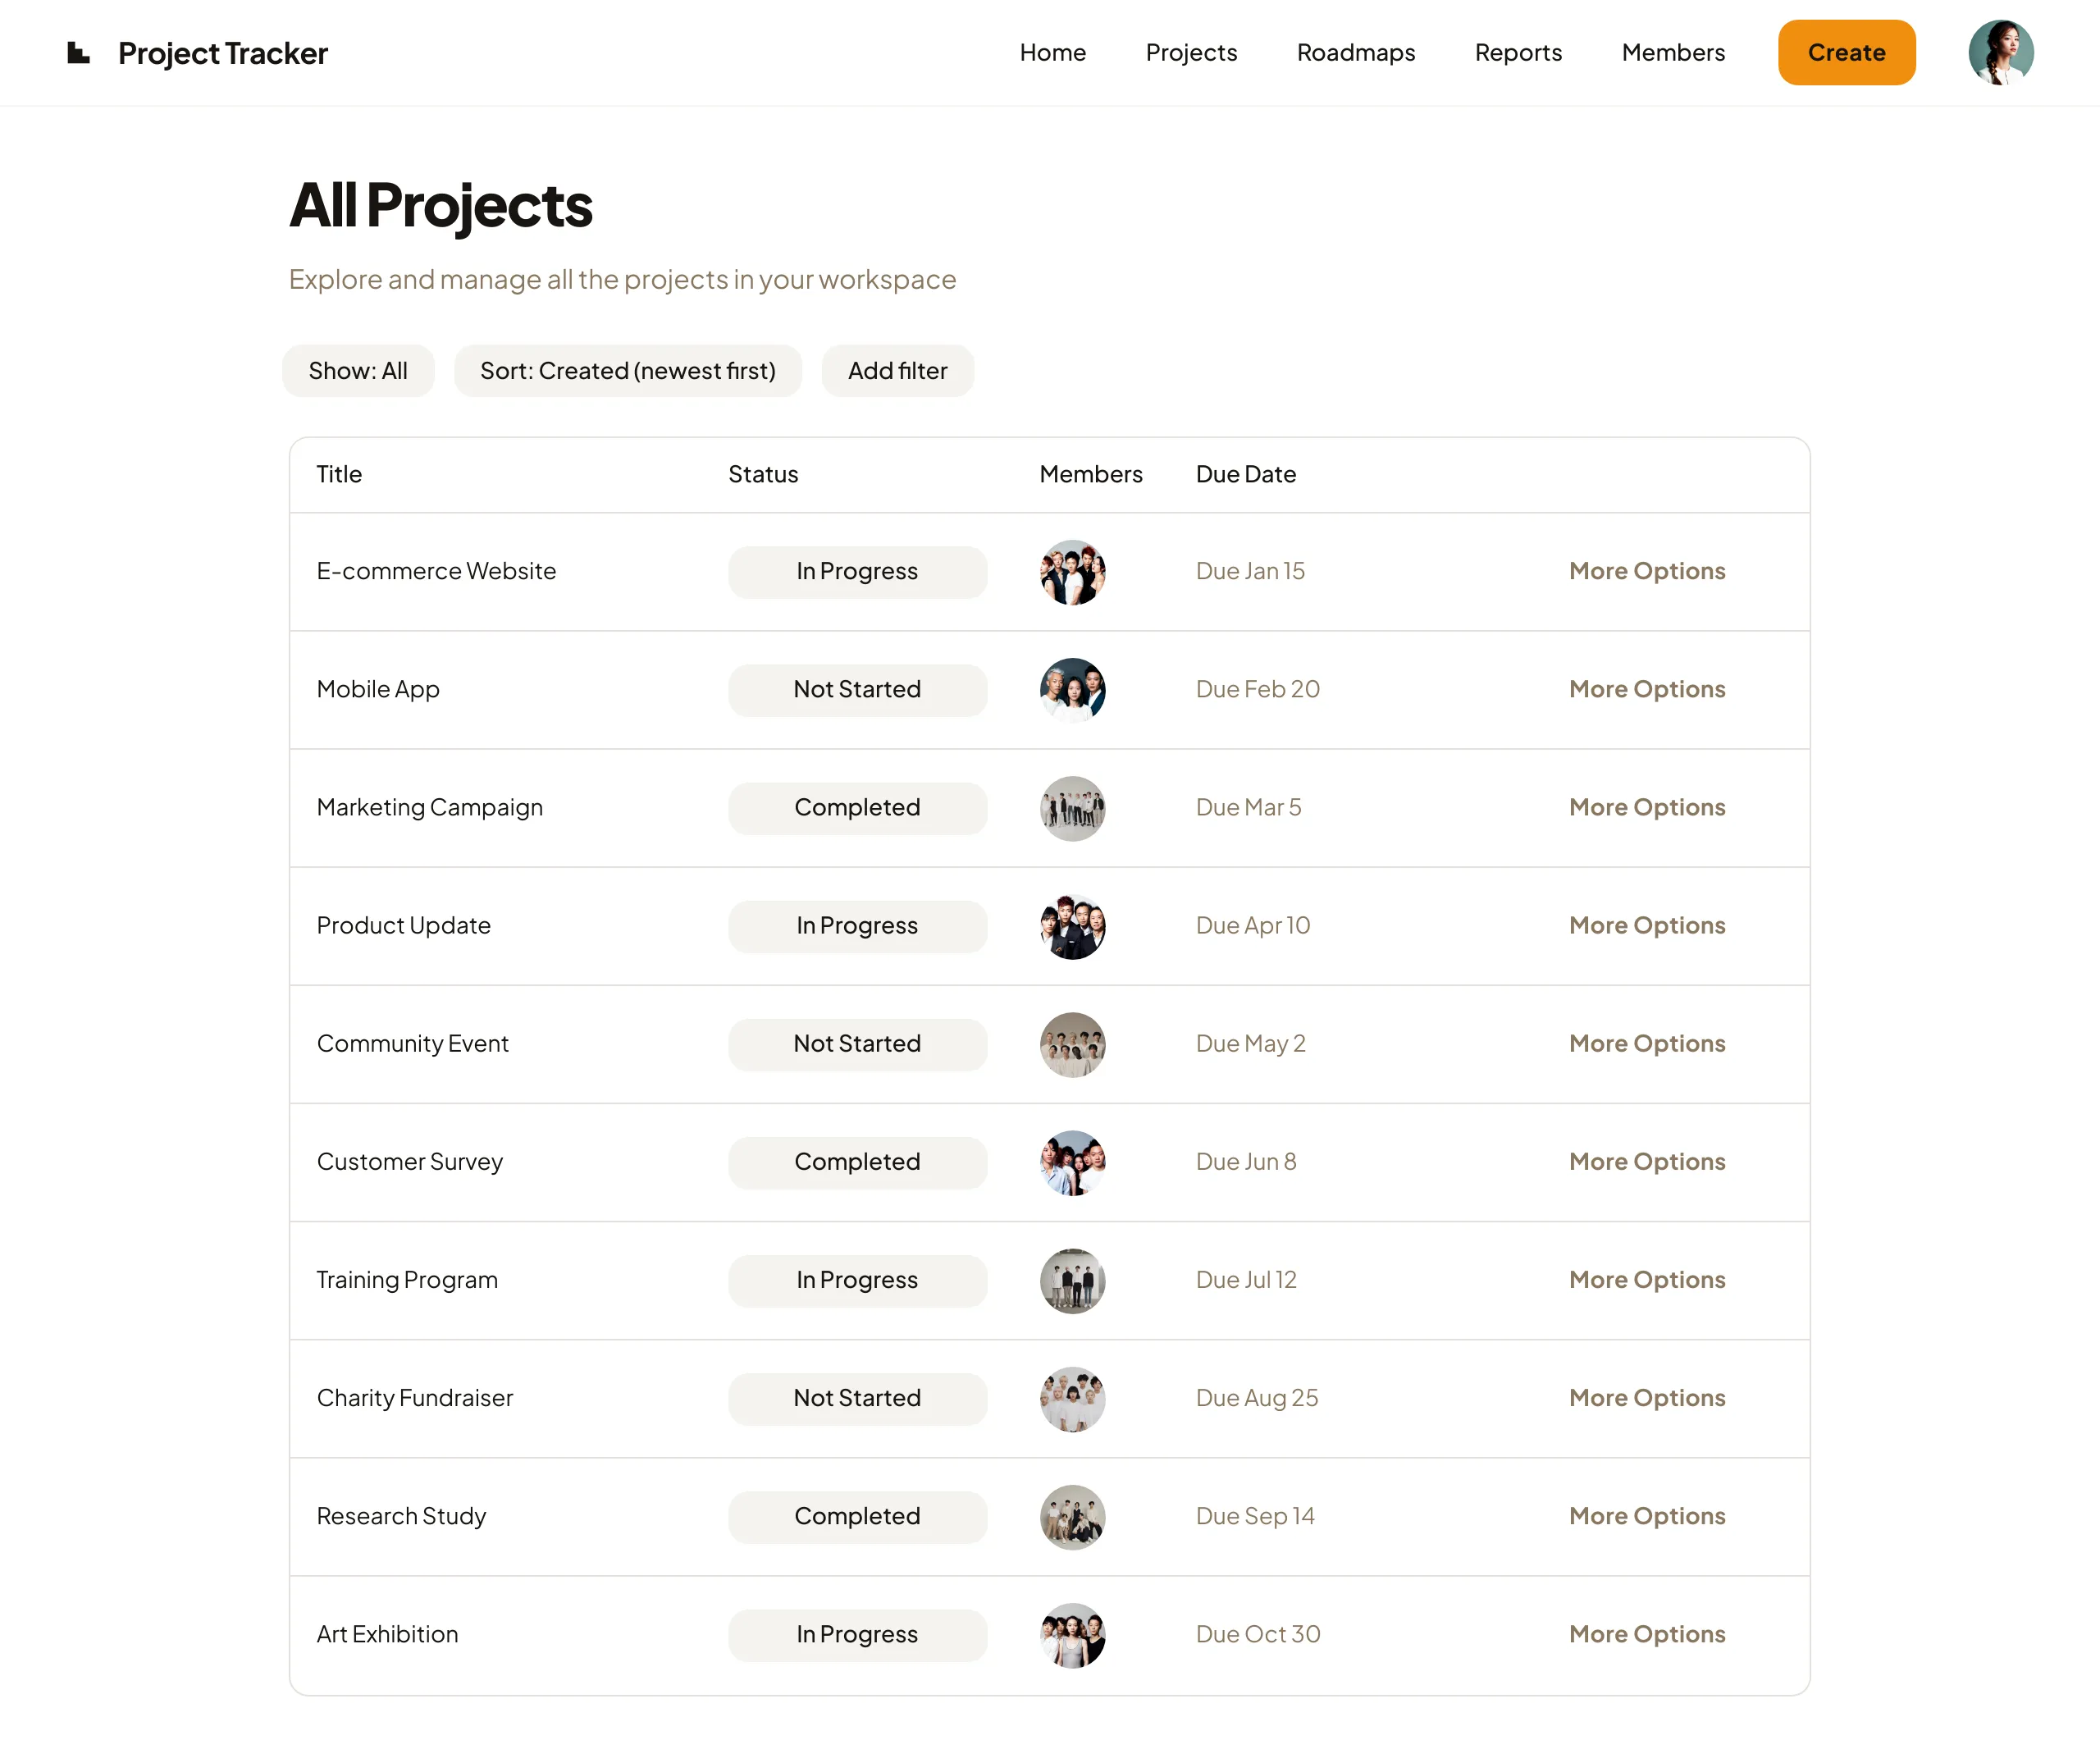 Project Tracker
Home Projects Roadmaps Reports Members Create
All Projects
Explore and manage all the projects in your workspace
Show: All Sort: Created (newest first) Add filter
Title Status Members Due Date
E-commerce Website In Progress Due Jan 15 More Options
Mobile App Not Started Due Feb 20 More Options
Marketing Campaign Completed Due Mar 5 More Options
Product Update In Progress Due Apr 10 More Options
Community Event Not Started Due May 2 More Options
Customer Survey Completed Due Jun 8 More Options
Training Program In Progress Due Jul 12 More Options
Charity Fundraiser Not Started Due Aug 25 More Options
Research Study Completed Due Sep 14 More Options
Art Exhibition In Progress Due Oct 30 More Options